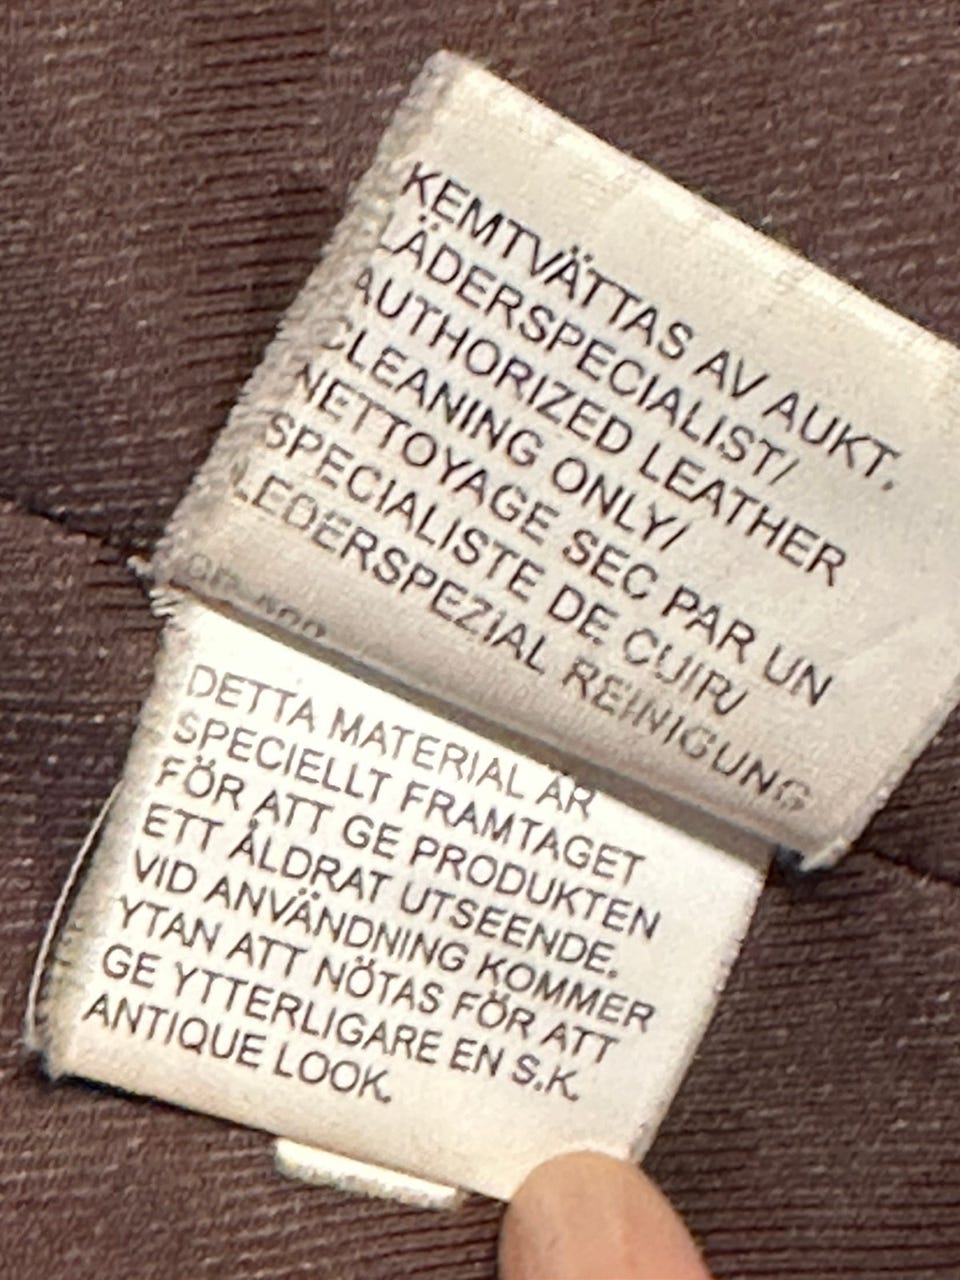 KEMTVÄTTAS AV AUKT.
LÄDERSPECIALIST/
AUTHORIZED LEATHER
CLEANING ONLY/
NETTOYAGE SEC PAR UN
SPECIALISTE DE CUIR/
LEDERSPEZIAL REINIGUNG
DETTA MATERIAL ÄR
SPECIELLT FRAMTAGET
FÖR ATT GE PRODUKTEN
ETT ÅLDRAT UTSEENDE.
VID ANVÄNDNING KOMMER
YTAN ATT NÖTAS FÖR ATT
GE YTTERLIGARE EN S.K.
ANTIQUE LOOK.